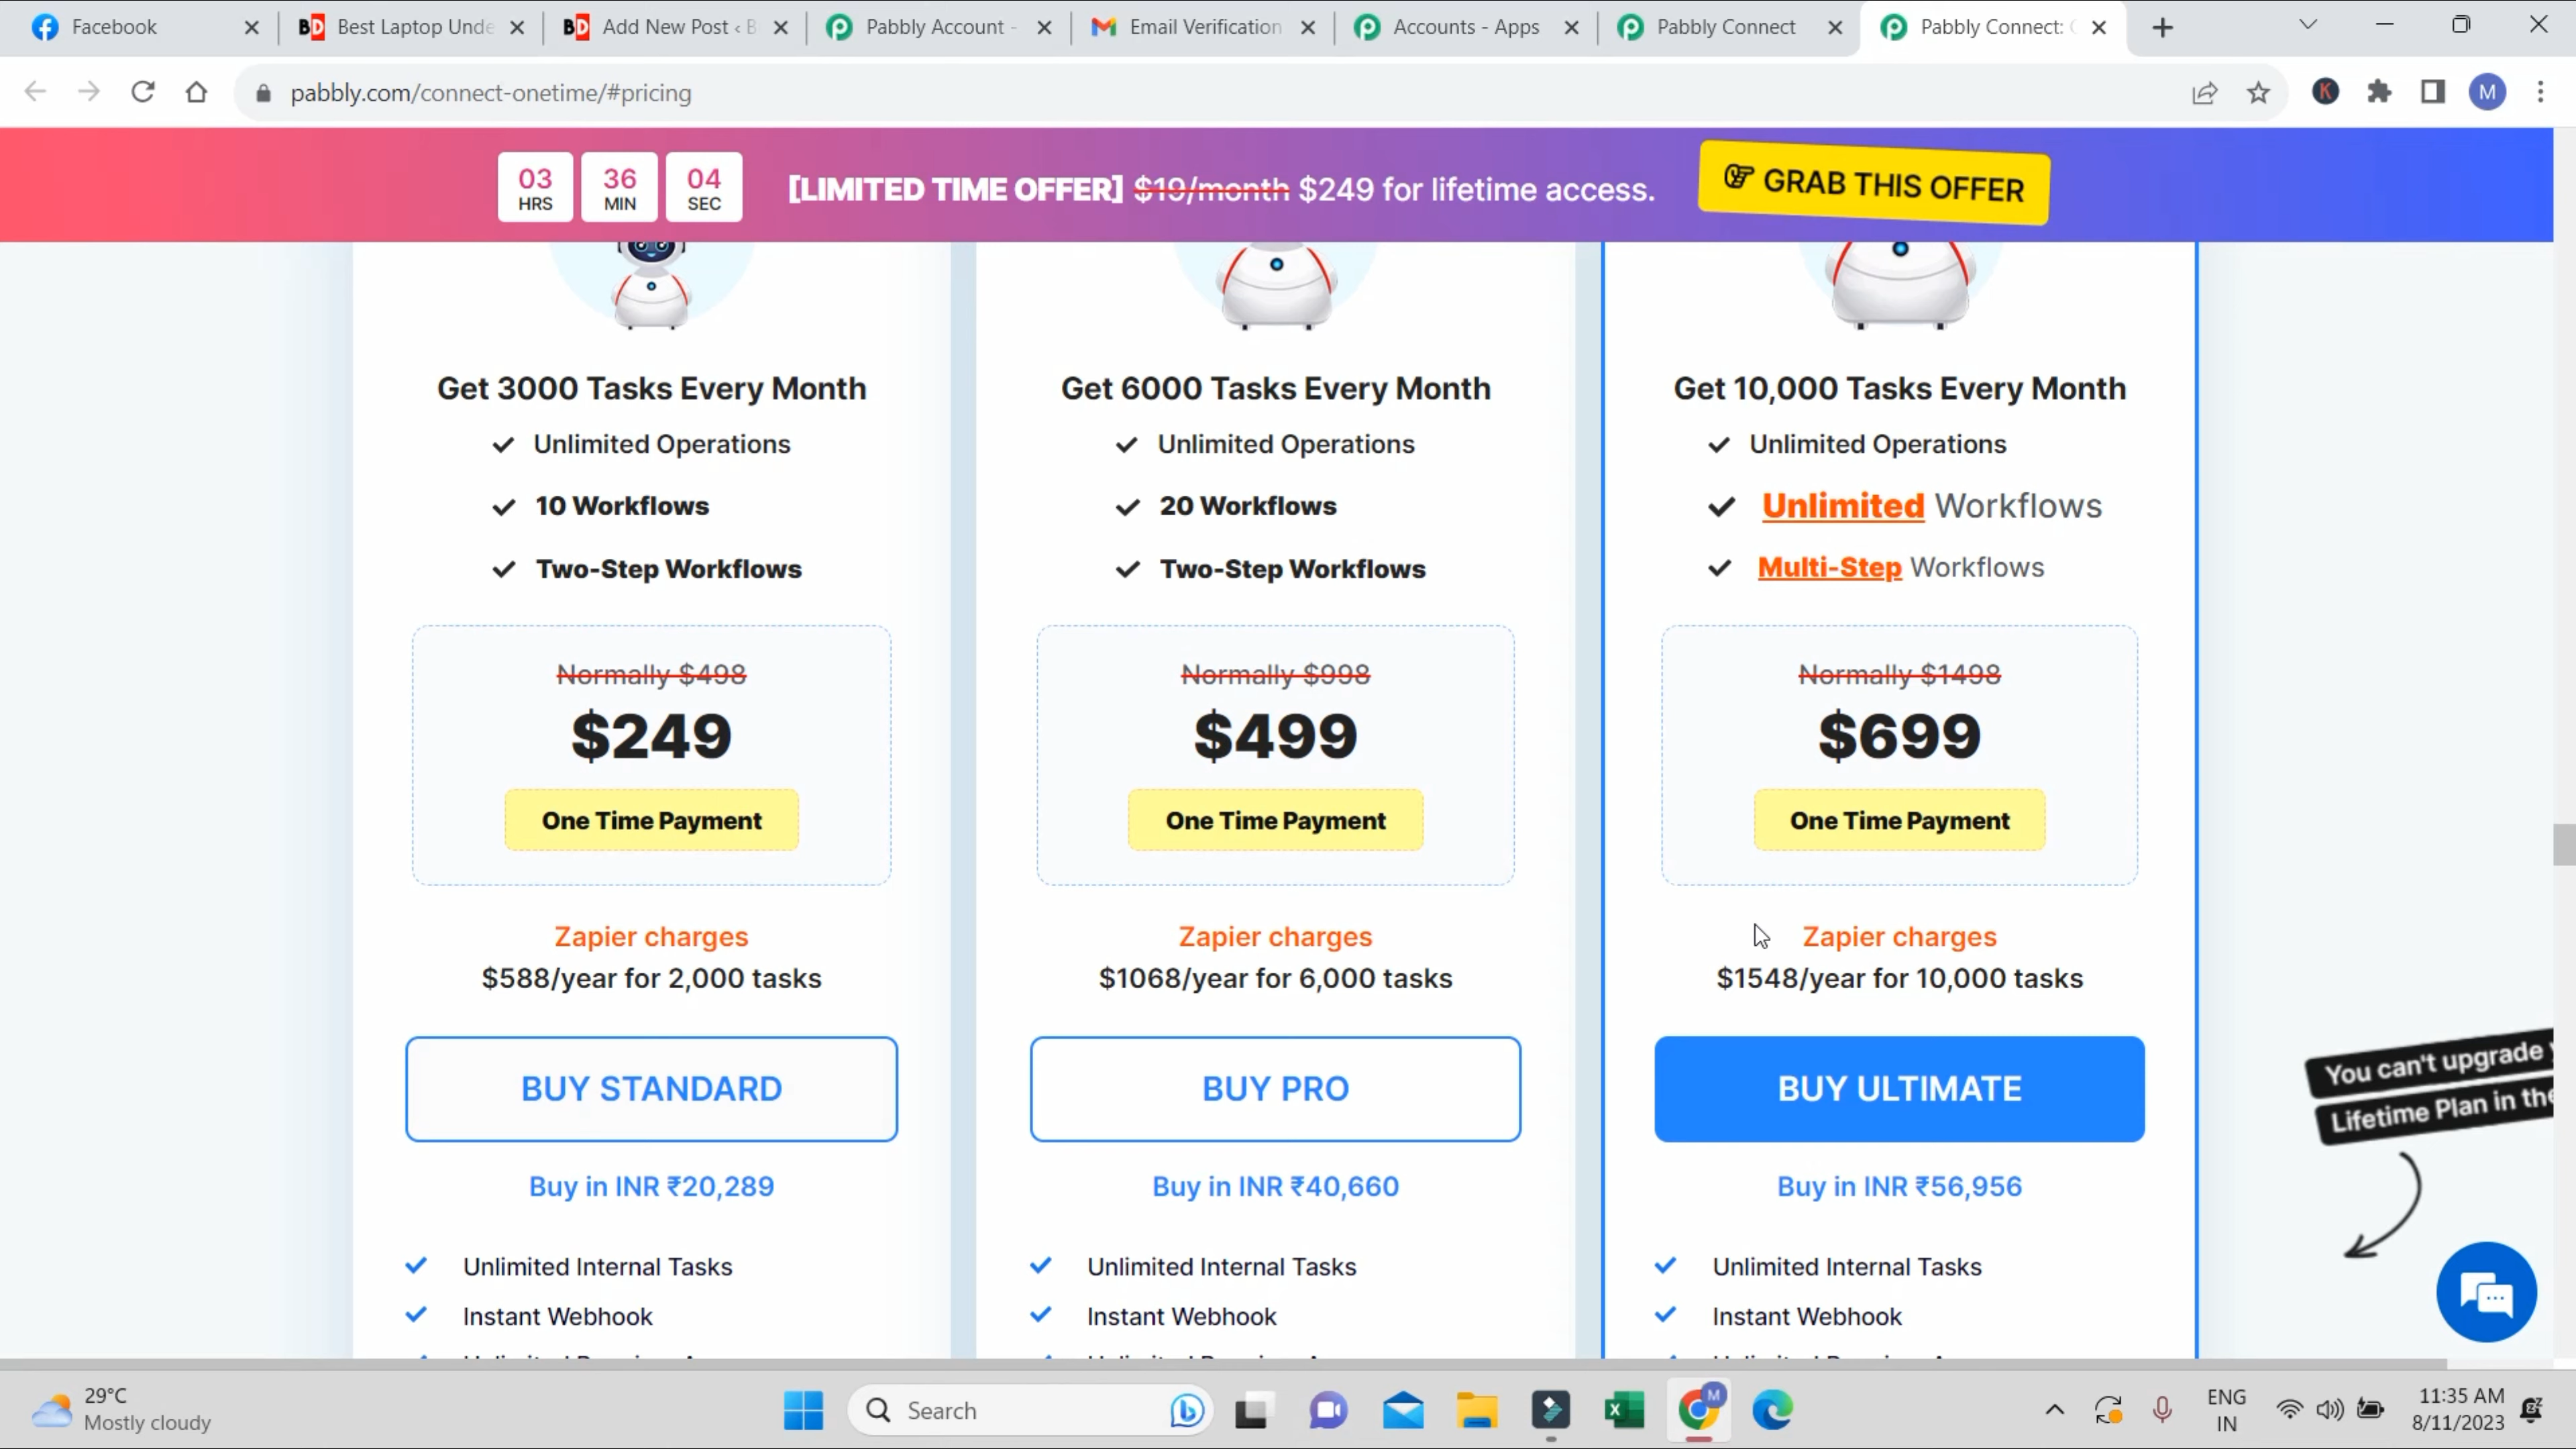 Facebook
Best Laptop Unde
Add New Post ‹ B
Pabbly Account -
Email Verification
Accounts - Apps
Pabbly Connect
Pabbly Connect:
pabbly.com/connect-onetime/#pricing
K
M
03 HRS
36 MIN
04 SEC
[LIMITED TIME OFFER] $19/month $249 for lifetime access.
GRAB THIS OFFER
Get 3000 Tasks Every Month
Unlimited Operations
10 Workflows
Two-Step Workflows
Normally $498
$249
One Time Payment
Zapier charges
$588/year for 2,000 tasks
BUY STANDARD
Buy in INR ₹20,289
Unlimited Internal Tasks
Instant Webhook
Get 6000 Tasks Every Month
Unlimited Operations
20 Workflows
Two-Step Workflows
Normally $998
$499
One Time Payment
Zapier charges
$1068/year for 6,000 tasks
BUY PRO
Buy in INR ₹40,660
Unlimited Internal Tasks
Instant Webhook
Get 10,000 Tasks Every Month
Unlimited Operations
Unlimited Workflows
Multi-Step Workflows
Normally $1498
$699
One Time Payment
Zapier charges
$1548/year for 10,000 tasks
BUY ULTIMATE
Buy in INR ₹56,956
Unlimited Internal Tasks
Instant Webhook
You can't upgrade
Lifetime Plan in the
29°C
Mostly cloudy
Search
ENG
IN
11:35 AM
8/11/2023